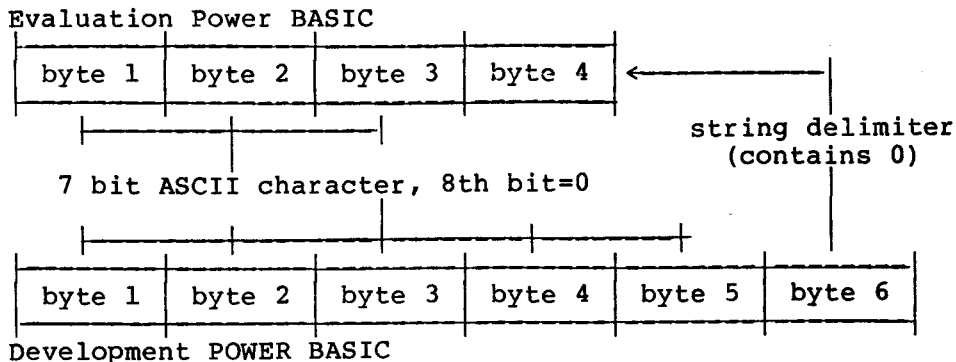 Evaluation Power BASIC
byte 1 byte 2 byte 3 byte 4
string delimiter
(contains 0)
7 bit ASCII character, 8th bit=0
byte 1 byte 2 byte 3 byte 4 byte 5 byte 6
Development POWER BASIC